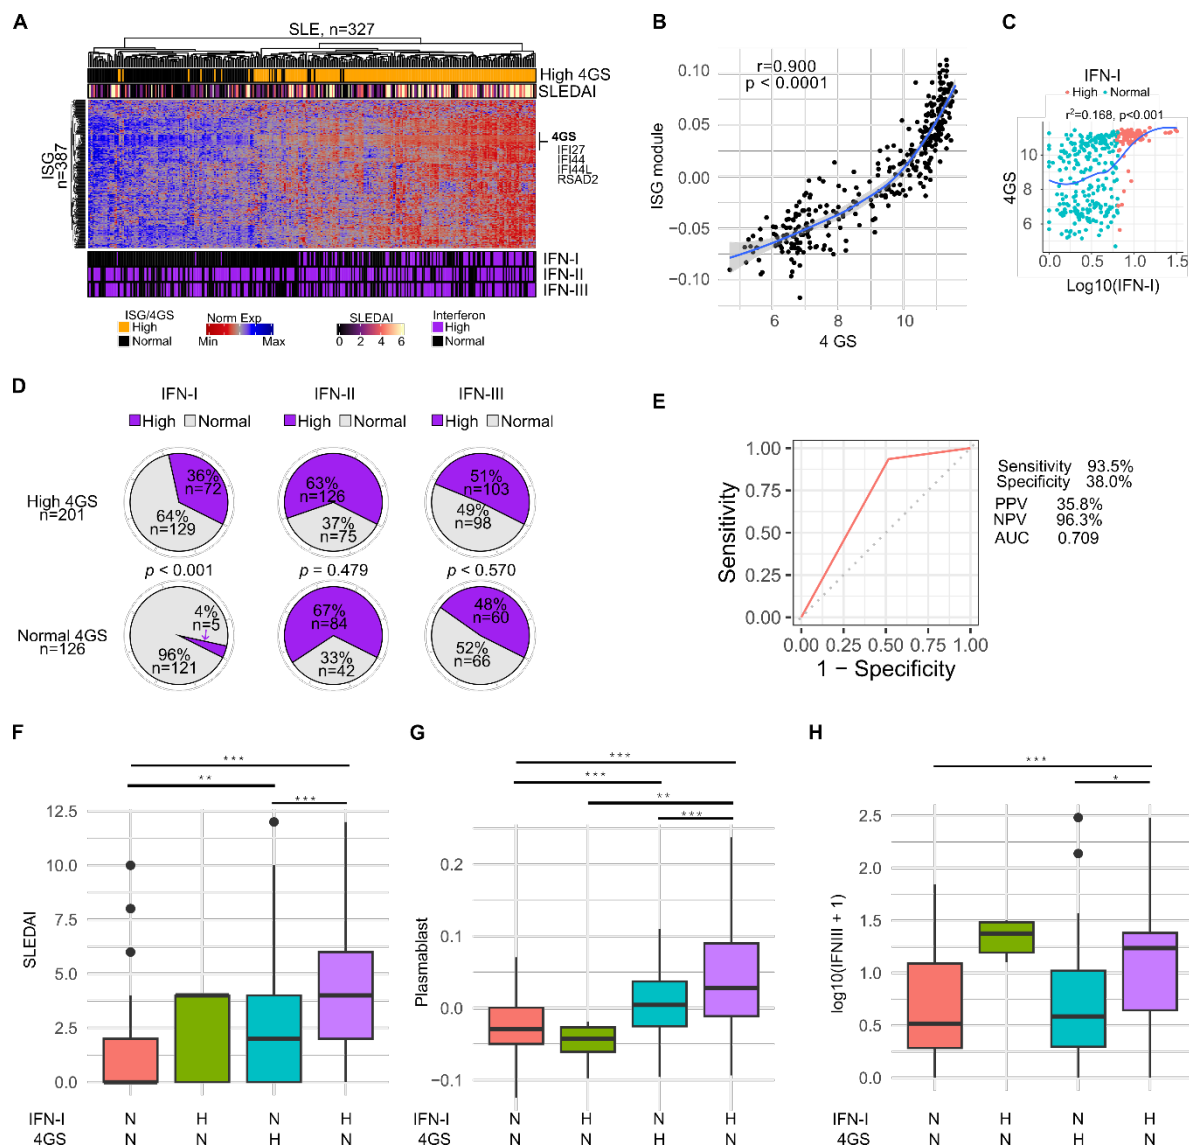 A
SLE, n=327
High 4GS
SLEDAI
ISG
n=387
4GS
IFI27
IFI44
IFI44L
RSAD2
IFN-I
IFN-II
IFN-III
ISG/4GS
High
Normal
Norm Exp
Min Max
SLEDAI
0 2 4 6
Interferon
High
Normal
B
r=0.900
p < 0.0001
ISG module
0.10
0.05
0.00
−0.05
−0.10
6 8 10
4 GS
C
IFN-I
High Normal
r²=0.168, p<0.001
4GS
10
8
6
0.0 0.5 1.0 1.5
Log10(IFN-I)
D
IFN-I IFN-II IFN-III
High Normal High Normal High Normal
High 4GS
n=201
36%
n=72
64%
n=129
63%
n=126
37%
n=75
51%
n=103
49%
n=98
p < 0.001 p = 0.479 p < 0.570
Normal 4GS
n=126
4%
n=5
96%
n=121
67%
n=84
33%
n=42
48%
n=60
52%
n=66
E
Sensitivity
1.00
0.75
0.50
0.25
0.00
0.00 0.25 0.50 0.75 1.00
1 − Specificity
Sensitivity 93.5%
Specificity 38.0%
PPV 35.8%
NPV 96.3%
AUC 0.709
F
***
**
***
SLEDAI
12.5
10.0
7.5
5.0
2.5
0.0
IFN-I N H N H
4GS N N H H
G
***
***
**
***
Plasmablast
0.2
0.1
0.0
−0.1
IFN-I N H N H
4GS N N H N
H
***
*
log10(IFNIII + 1)
2.5
2.0
1.5
1.0
0.5
0.0
IFN-I N H N H
4GS N N H N